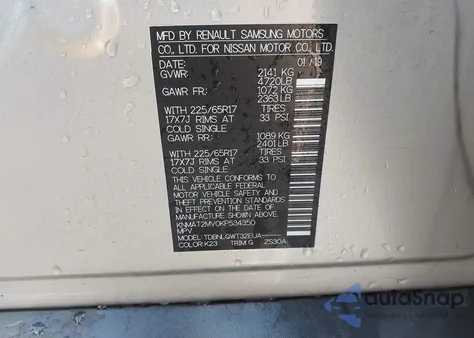 MFD BY RENAULT SAMSUNG MOTORS
CO. LTD. FOR NISSAN MOTOR CO., LTD.
DATE: 01/19
GVWR: 2141 KG
4720LB
GAWR FR: 1072 KG
2363LB
WITH 225/65R17 TIRES
17X7J RIMS AT 33 PSI
COLD SINGLE
GAWR RR: 1089 KG
2401LB
WITH 225/65R17 TIRES
17X7J RIMS AT 33 PSI
COLD SINGLE
THIS VEHICLE CONFORMS TO
ALL APPLICABLE FEDERAL
MOTOR VEHICLE SAFETY AND
THEFT PREVENTION STANDARDS
IN EFFECT ON THE DATE OF
MANUFACTURE SHOWN ABOVE.
KNMAT2MV0KP534350
MPV
MODEL: TDBNLGWT32EUA-----
COLOR K23 TRIM G ZS30A
autoSnap